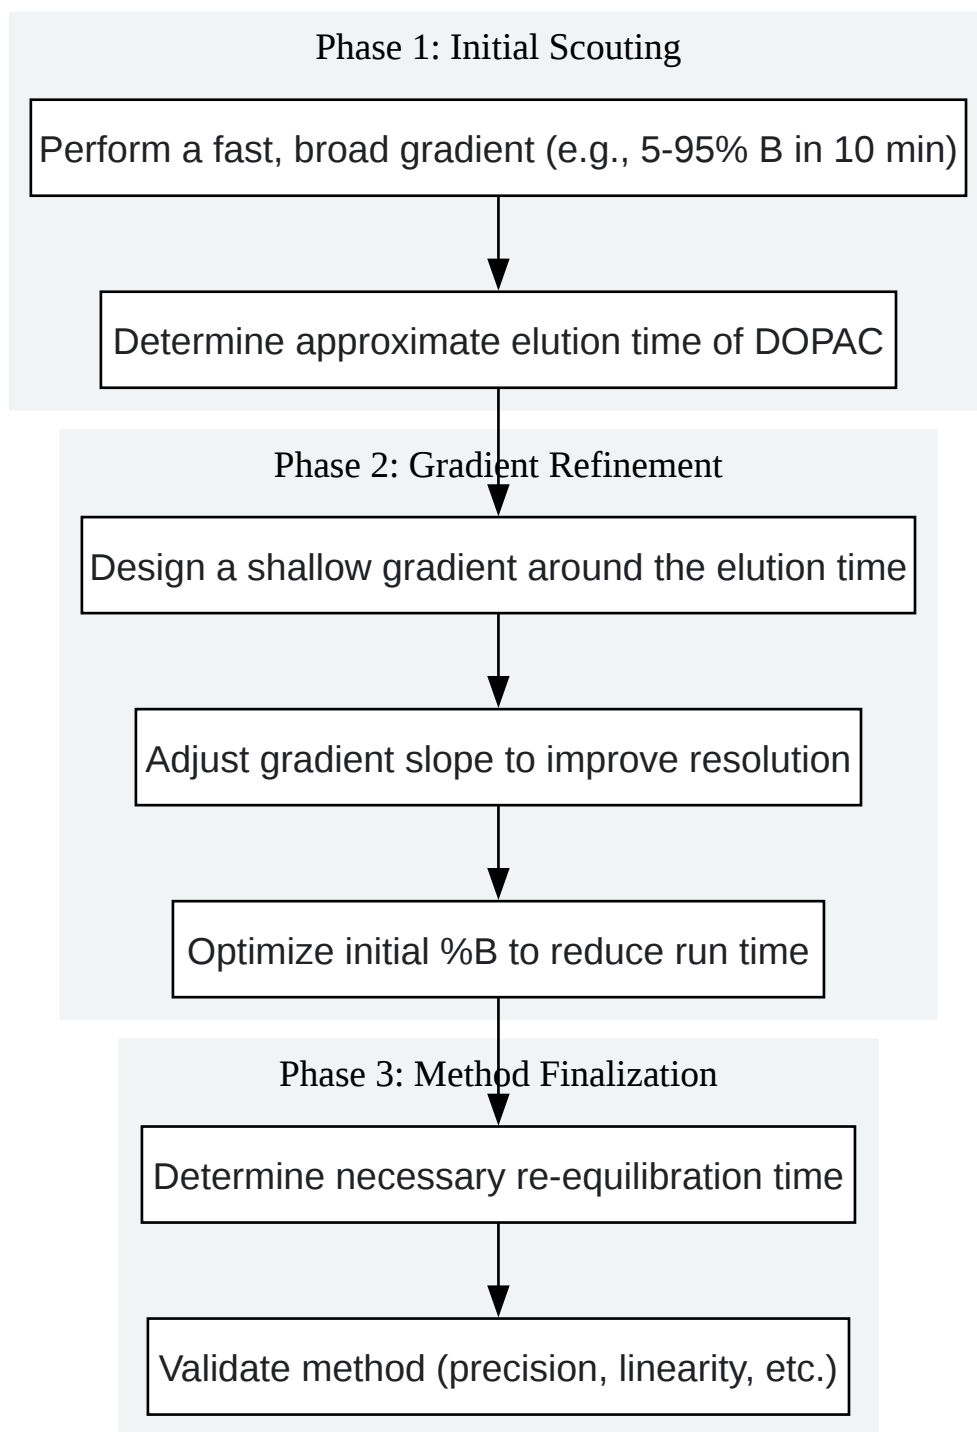 Phase 1: Initial Scouting
Perform a fast, broad gradient (e.g., 5-95% B in 10 min)
Determine approximate elution time of DOPAC
Phase 2: Gradient Refinement
Design a shallow gradient around the elution time
Adjust gradient slope to improve resolution
Optimize initial %B to reduce run time
Phase 3: Method Finalization
Determine necessary re-equilibration time
Validate method (precision, linearity, etc.)